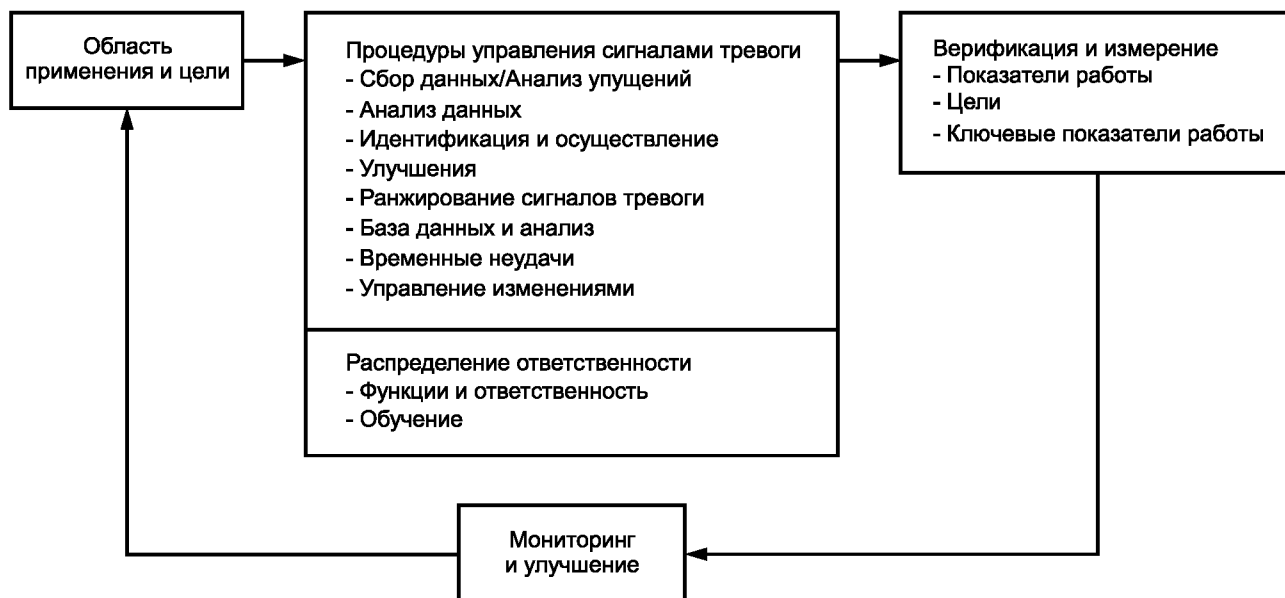 Область
применения и цели
Процедуры управления сигналами тревоги
- Сбор данных/Анализ упущений
- Анализ данных
- Идентификация и осуществление
- Улучшения
- Ранжирование сигналов тревоги
- База данных и анализ
- Временные неудачи
- Управление изменениями
Распределение ответственности
- Функции и ответственность
- Обучение
Верификация и измерение
- Показатели работы
- Цели
- Ключевые показатели работы
Мониторинг
и улучшение